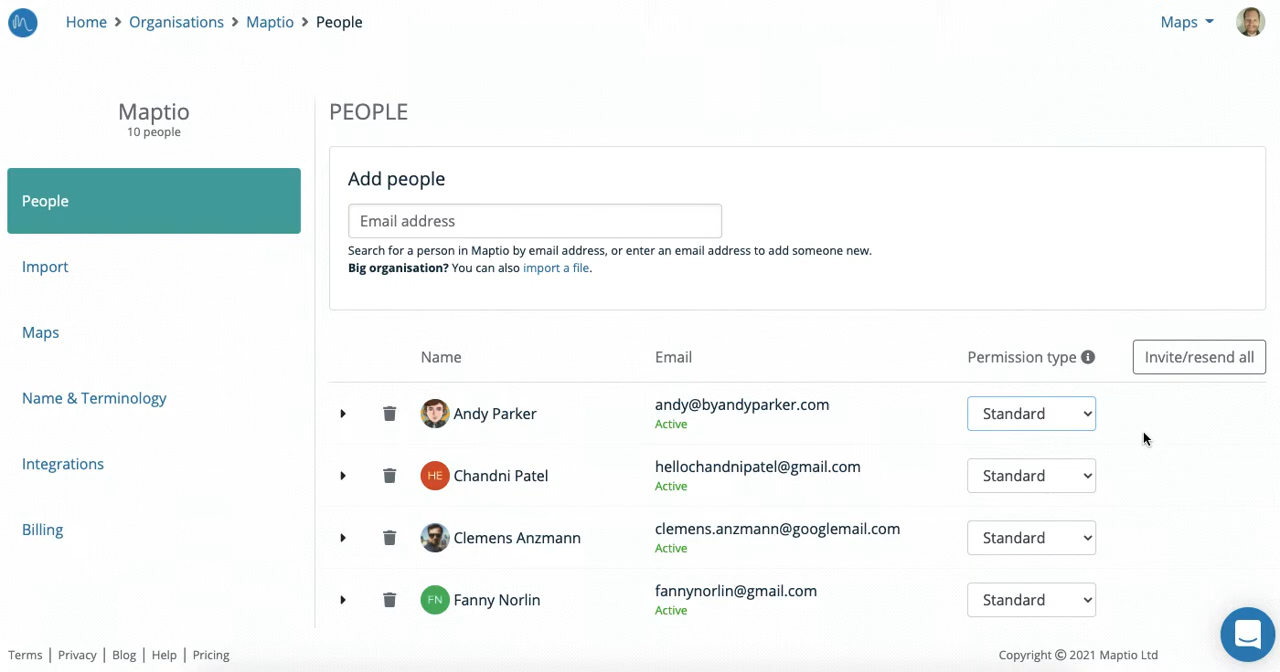 Home > Organisations > Maptio > People
Maps
Maptio
10 people
People
Import
Maps
Name & Terminology
Integrations
Billing
PEOPLE
Add people
Email address
Search for a person in Maptio by email address, or enter an email address to add someone new.
Big organisation? You can also import a file.
Name Email Permission type Invite/resend all
Andy Parker andy@byandyparker.com Standard
Active
HE Chandni Patel hellochandnipatel@gmail.com Standard
Active
Clemens Anzmann clemens.anzmann@googlemail.com Standard
Active
FN Fanny Norlin fannynorlin@gmail.com Standard
Active
Terms | Privacy | Blog | Help | Pricing
Copyright © 2021 Maptio Ltd